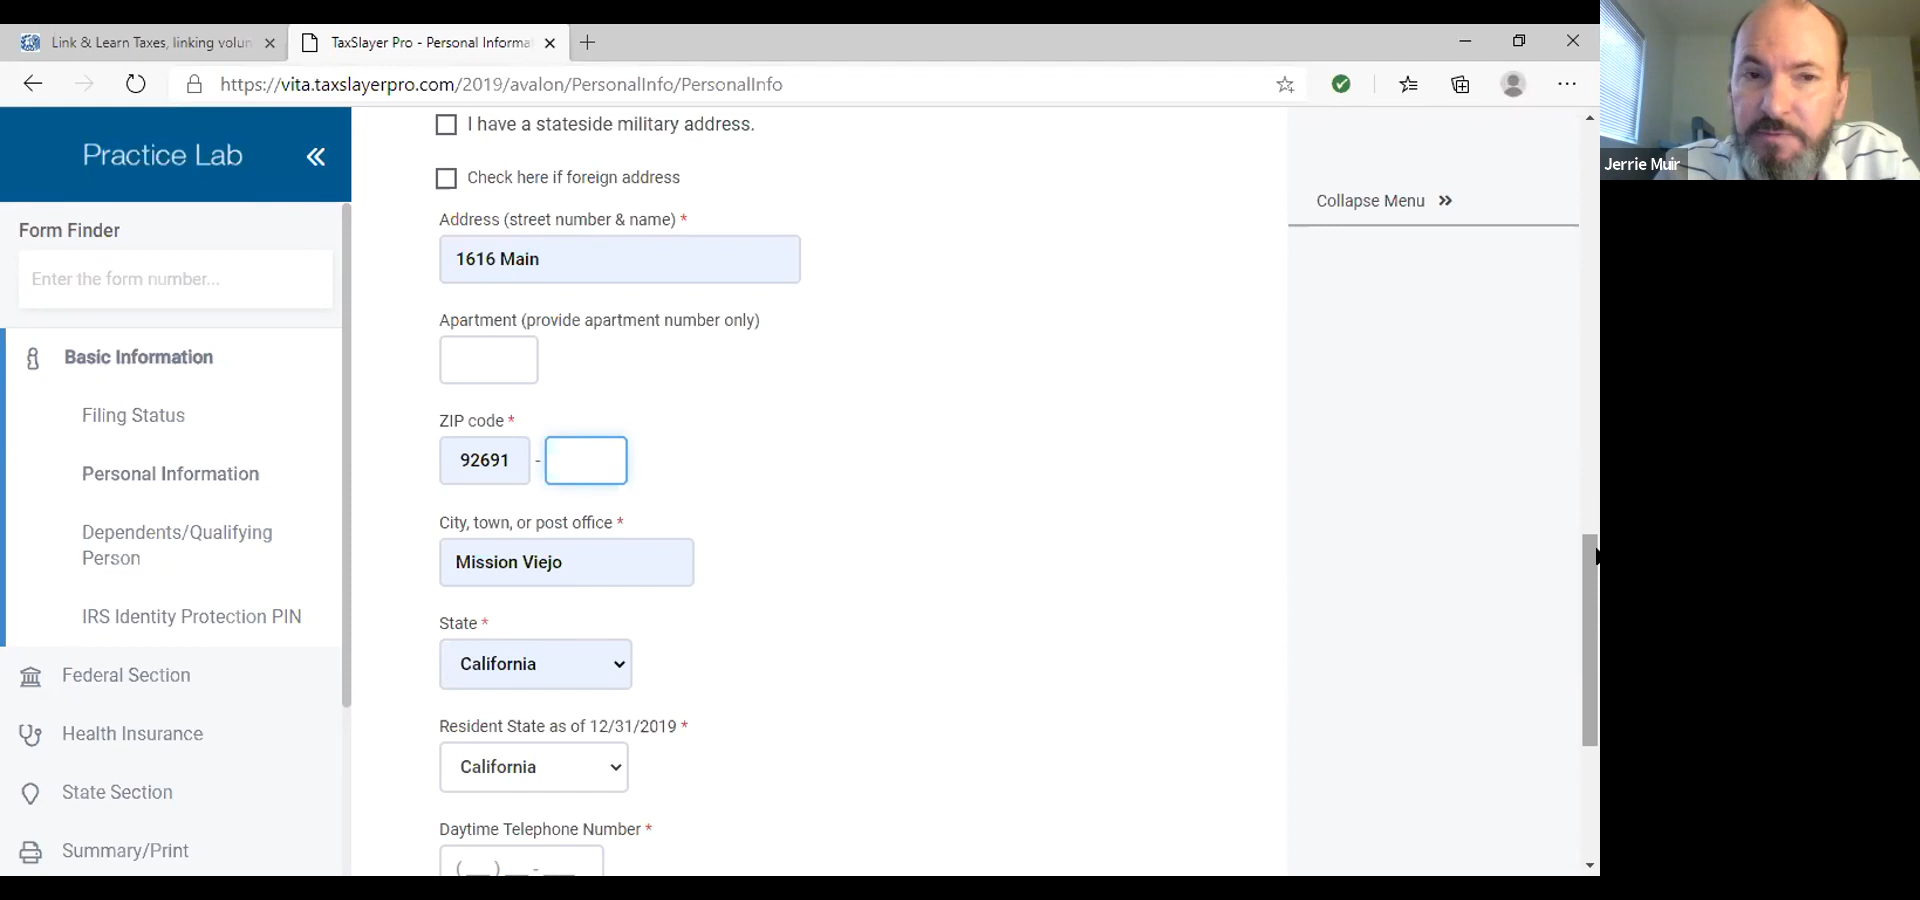 Link & Learn Taxes, linking volun
TaxSlayer Pro - Personal Informa
https://vita.taxslayerpro.com/2019/avalon/PersonalInfo/PersonalInfo
Practice Lab
Form Finder
Enter the form number...
Basic Information
Filing Status
Personal Information
Dependents/Qualifying
Person
IRS Identity Protection PIN
Federal Section
Health Insurance
State Section
Summary/Print
I have a stateside military address.
Check here if foreign address
Address (street number & name) *
1616 Main
Apartment (provide apartment number only)
ZIP code *
92691 -
City, town, or post office *
Mission Viejo
State *
California
Resident State as of 12/31/2019 *
California
Daytime Telephone Number *
(___) ___-____
Collapse Menu
Jerrie Muir